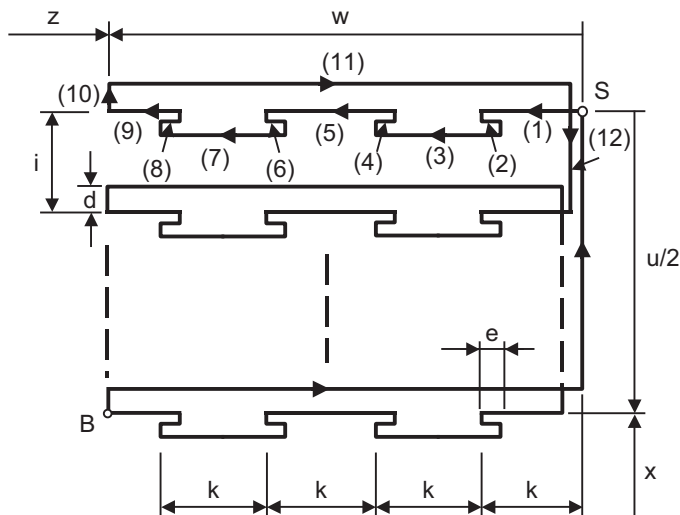 z w
(11)
S
(10)
(9) (5) (1)
(8) (7) (6) (4) (3) (2) (12)
i
d
u/2
e
B
x
k k k k